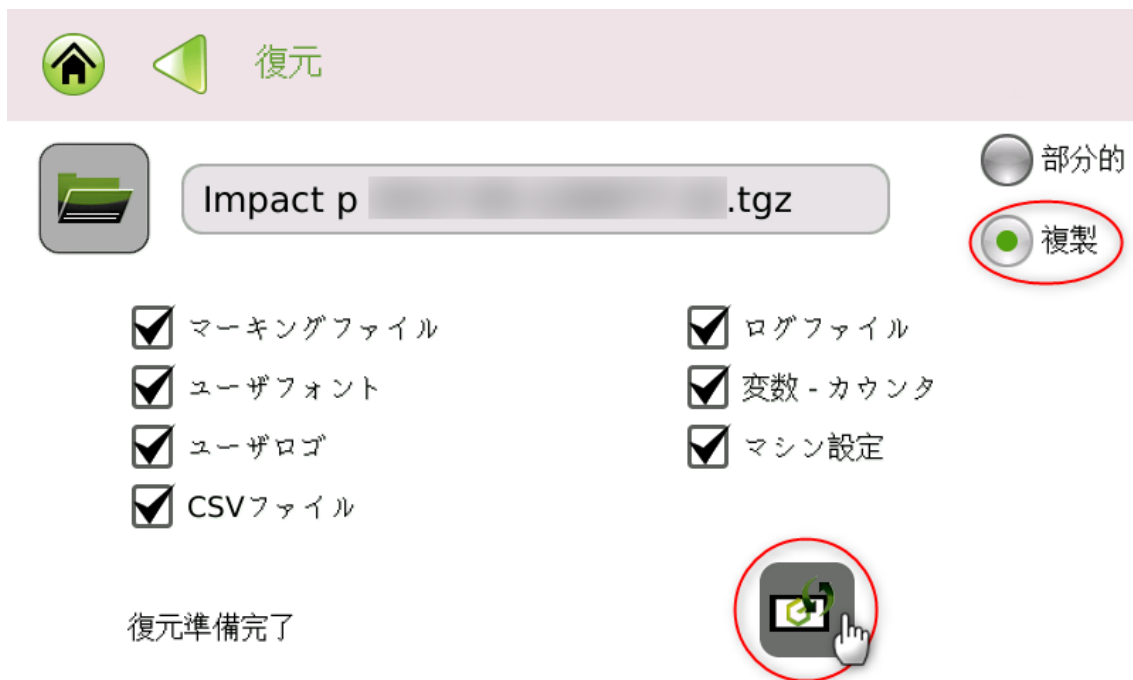 復元
Impact p .tgz
部分的
複製
マーキングファイル
ユーザフォント
ユーザロゴ
CSVファイル
ログファイル
変数 - カウンタ
マシン設定
復元準備完了